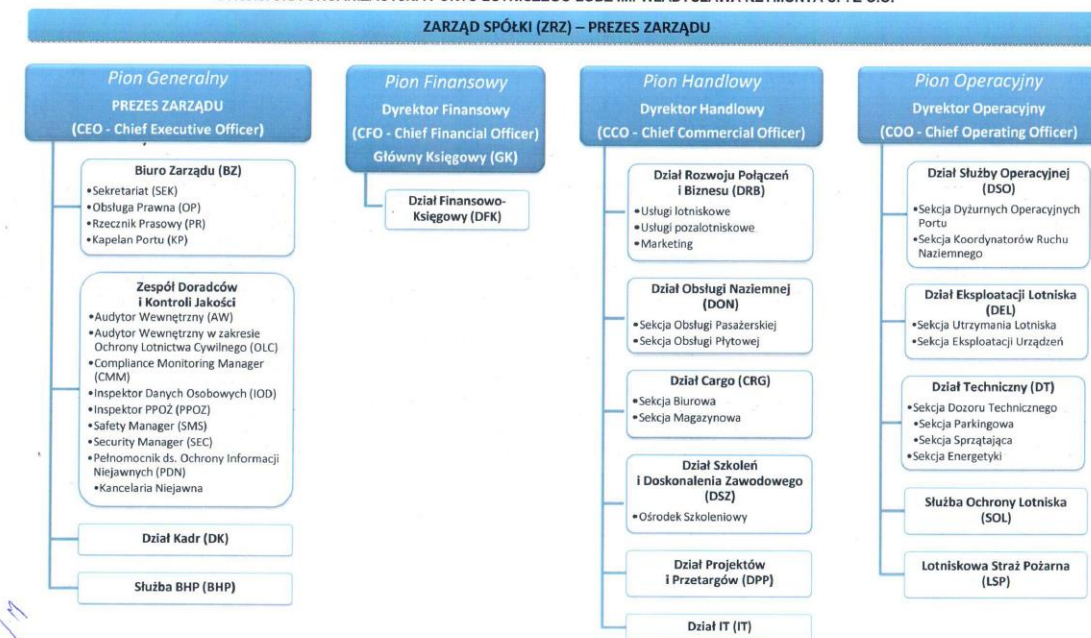 ZARZĄD SPÓŁKI (ZRZ) – PREZES ZARZĄDU
Pion Generalny
PREZES ZARZĄDU
(CEO - Chief Executive Officer)
Biuro Zarządu (BZ)
•Sekretariat (SEK)
•Obsługa Prawna (OP)
•Rzecznik Prasowy (PR)
•Kapelan Portu (KP)
Zespół Doradców
i Kontroli Jakości
•Audytor Wewnętrzny (AW)
•Audytor Wewnętrzny w zakresie
Ochrony Lotnictwa Cywilnego (OLC)
•Compliance Monitoring Manager
(CMM)
•Inspektor Danych Osobowych (IOD)
•Inspektor PPOŻ (PPOZ)
•Safety Manager (SMS)
•Security Manager (SEC)
•Pełnomocnik ds. Ochrony Informacji
Niejawnych (PDN)
•Kancelaria Niejawna
Dział Kadr (DK)
Służba BHP (BHP)
Pion Finansowy
Dyrektor Finansowy
(CFO - Chief Financial Officer)
Główny Księgowy (GK)
Dział Finansowo-
Księgowy (DFK)
Pion Handlowy
Dyrektor Handlowy
(CCO - Chief Commercial Officer)
Dział Rozwoju Połączeń
i Biznesu (DRB)
•Usługi lotniskowe
•Usługi pozalotniskowe
•Marketing
Dział Obsługi Naziemnej
(DON)
•Sekcja Obsługi Pasażerskiej
•Sekcja Obsługi Płytowej
Dział Cargo (CRG)
•Sekcja Biurowa
•Sekcja Magazynowa
Dział Szkoleń
i Doskonalenia Zawodowego
(DSZ)
•Ośrodek Szkoleniowy
Dział Projektów
i Przetargów (DPP)
Dział IT (IT)
Pion Operacyjny
Dyrektor Operacyjny
(COO - Chief Operating Officer)
Dział Służby Operacyjnej
(DSO)
•Sekcja Dyżurnych Operacyjnych
Portu
•Sekcja Koordynatorów Ruchu
Naziemnego
Dział Eksploatacji Lotniska
(DEL)
•Sekcja Utrzymania Lotniska
•Sekcja Eksploatacji Urządzeń
Dział Techniczny (DT)
•Sekcja Dozoru Technicznego
•Sekcja Parkingowa
•Sekcja Sprzątająca
•Sekcja Energetyki
Służba Ochrony Lotniska
(SOL)
Lotniskowa Straż Pożarna
(LSP)